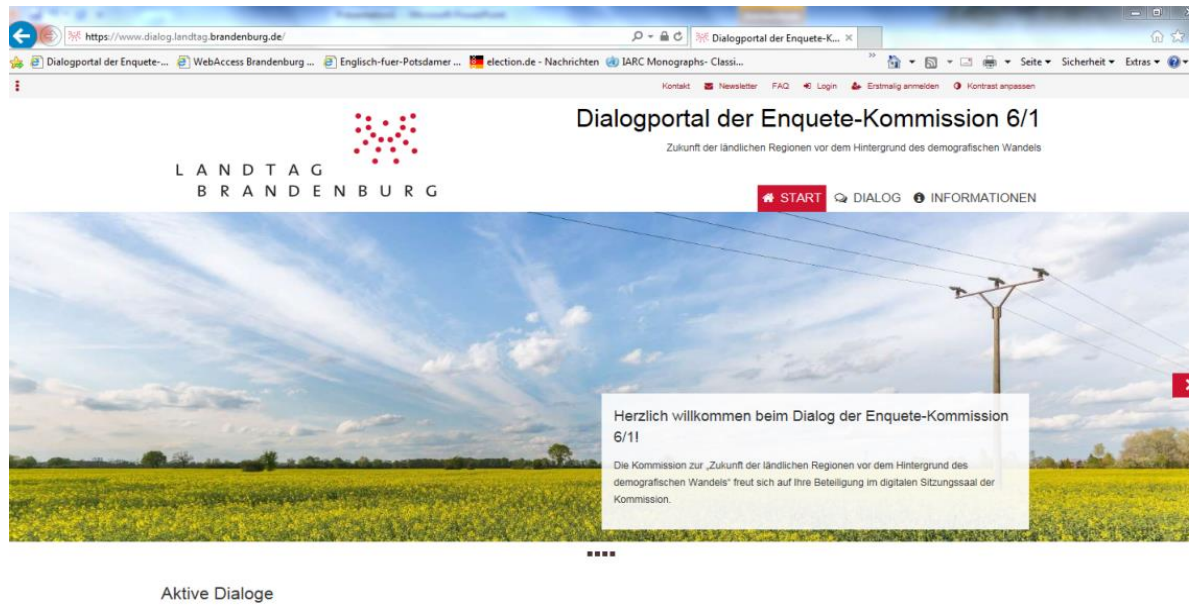 https://www.dialog.landtag.brandenburg.de/
Dialogportal der Enquete-K...
Dialogportal der Enquete-...
WebAccess Brandenburg ...
Englisch-fuer-Potsdamer ...
election.de - Nachrichten
IARC Monographs- Classi...
Seite
Sicherheit
Extras
Kontakt Newsletter FAQ Login Erstmalig anmelden Kontrast anpassen
LANDTAG
BRANDENBURG
Dialogportal der Enquete-Kommission 6/1
Zukunft der ländlichen Regionen vor dem Hintergrund des demografischen Wandels
START DIALOG INFORMATIONEN
Herzlich willkommen beim Dialog der Enquete-Kommission
6/1!
Die Kommission zur „Zukunft der ländlichen Regionen vor dem Hintergrund des
demografischen Wandels“ freut sich auf Ihre Beteiligung im digitalen Sitzungssaal der
Kommission.
Aktive Dialoge